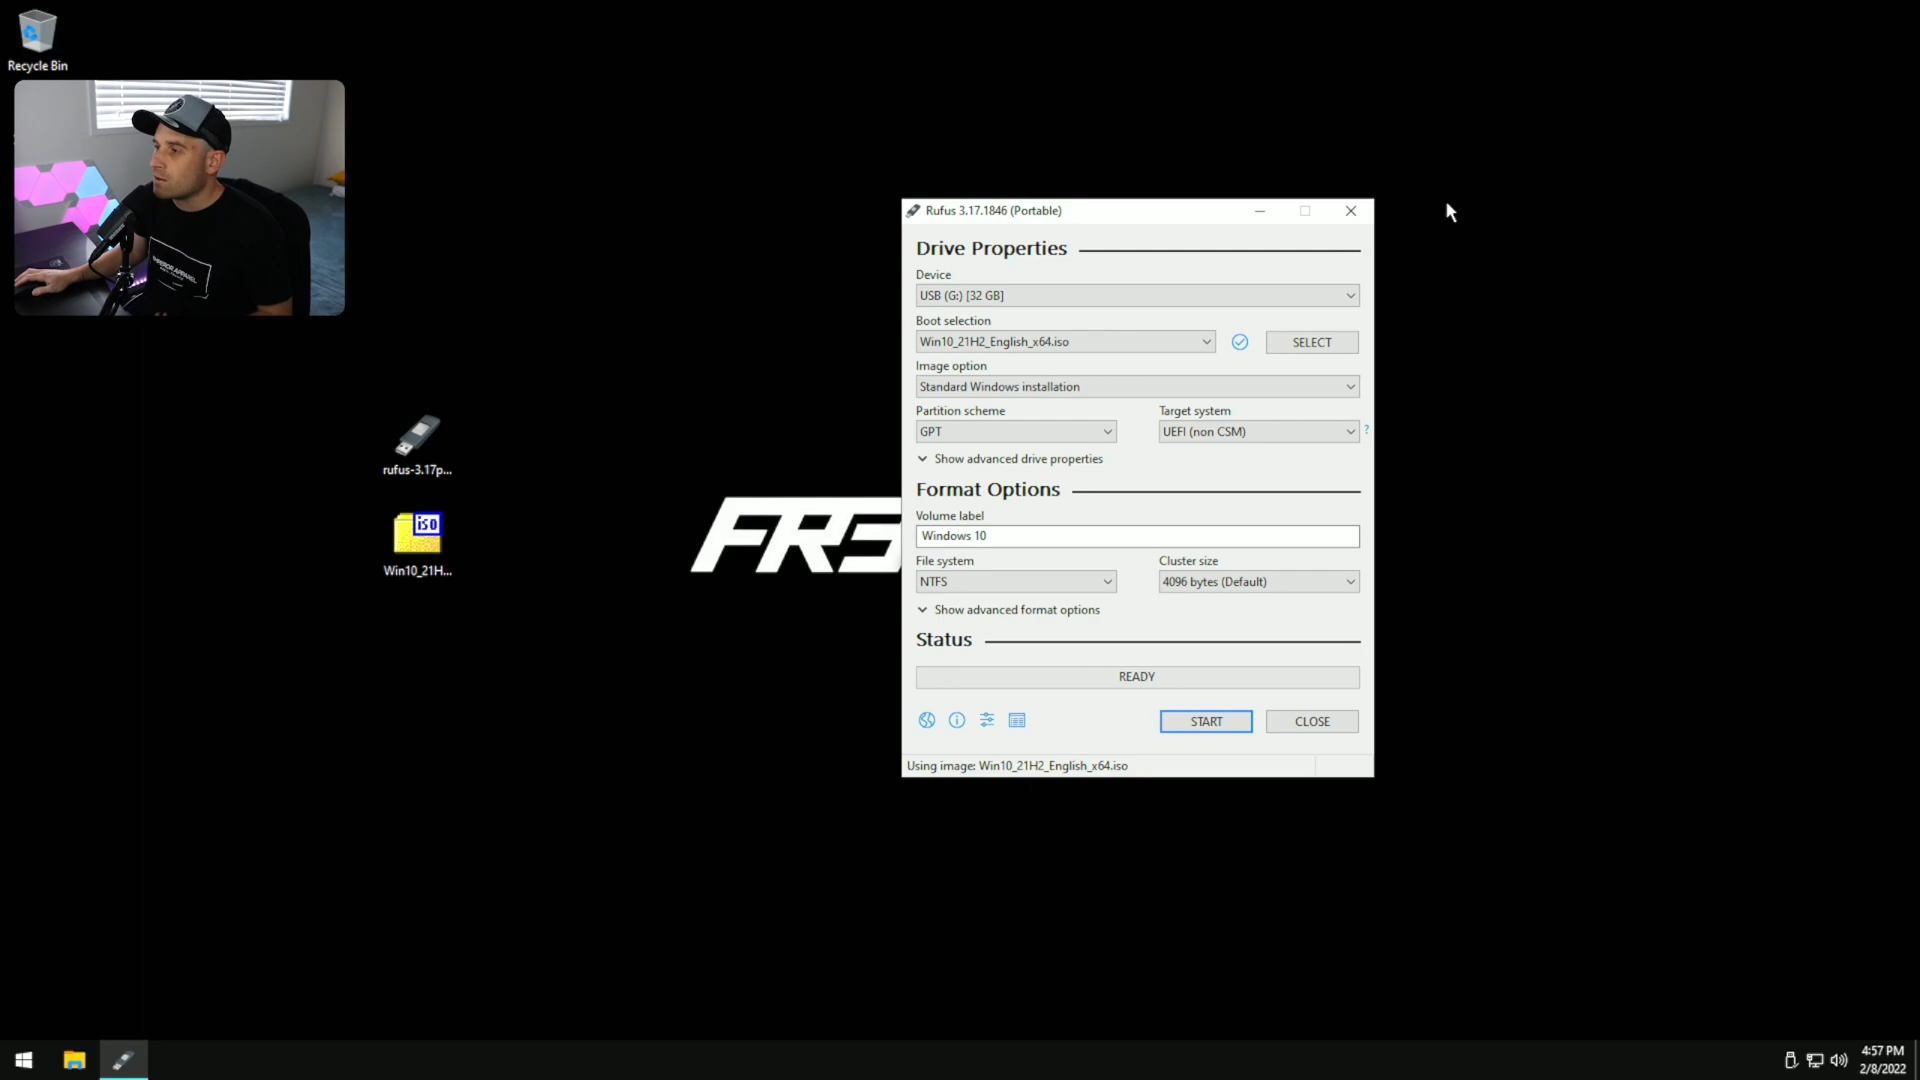 Recycle Bin
rufus-3.17p...
iso
Win10_21H...
FRS
Rufus 3.17.1846 (Portable)
Drive Properties
Device
USB (G:) [32 GB]
Boot selection
Win10_21H2_English_x64.iso
SELECT
Image option
Standard Windows installation
Partition scheme
Target system
GPT
UEFI (non CSM)
?
Show advanced drive properties
Format Options
Volume label
Windows 10
File system
Cluster size
NTFS
4096 bytes (Default)
Show advanced format options
Status
READY
START
CLOSE
Using image: Win10_21H2_English_x64.iso
4:57 PM
2/8/2022